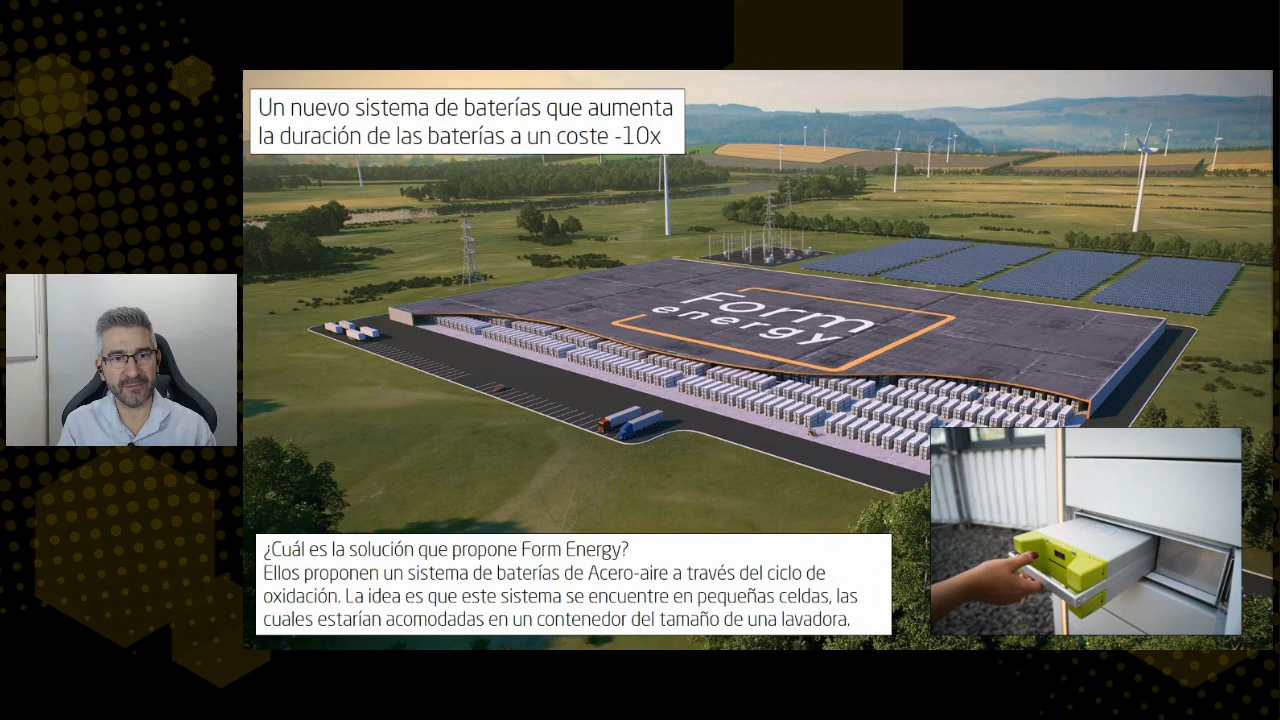 Un nuevo sistema de baterías que aumenta
la duración de las baterías a un coste -10x
Form
energy
¿Cuál es la solución que propone Form Energy?
Ellos proponen un sistema de baterías de Acero-aire a través del ciclo de
oxidación. La idea es que este sistema se encuentre en pequeñas celdas, las
cuales estarían acomodadas en un contenedor del tamaño de una lavadora.